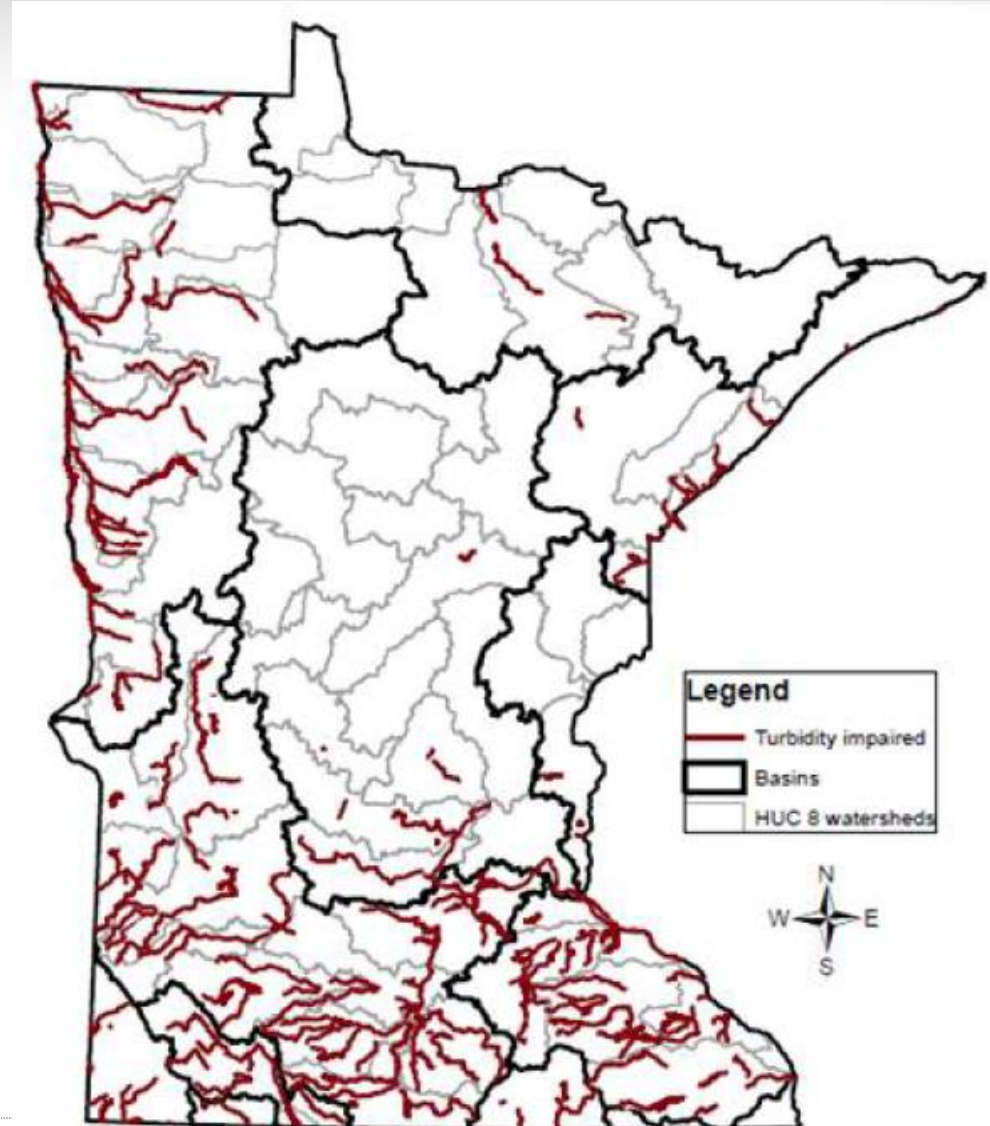 Legend
Turbidity impaired
Basins
HUC 8 watersheds
N
W E
S